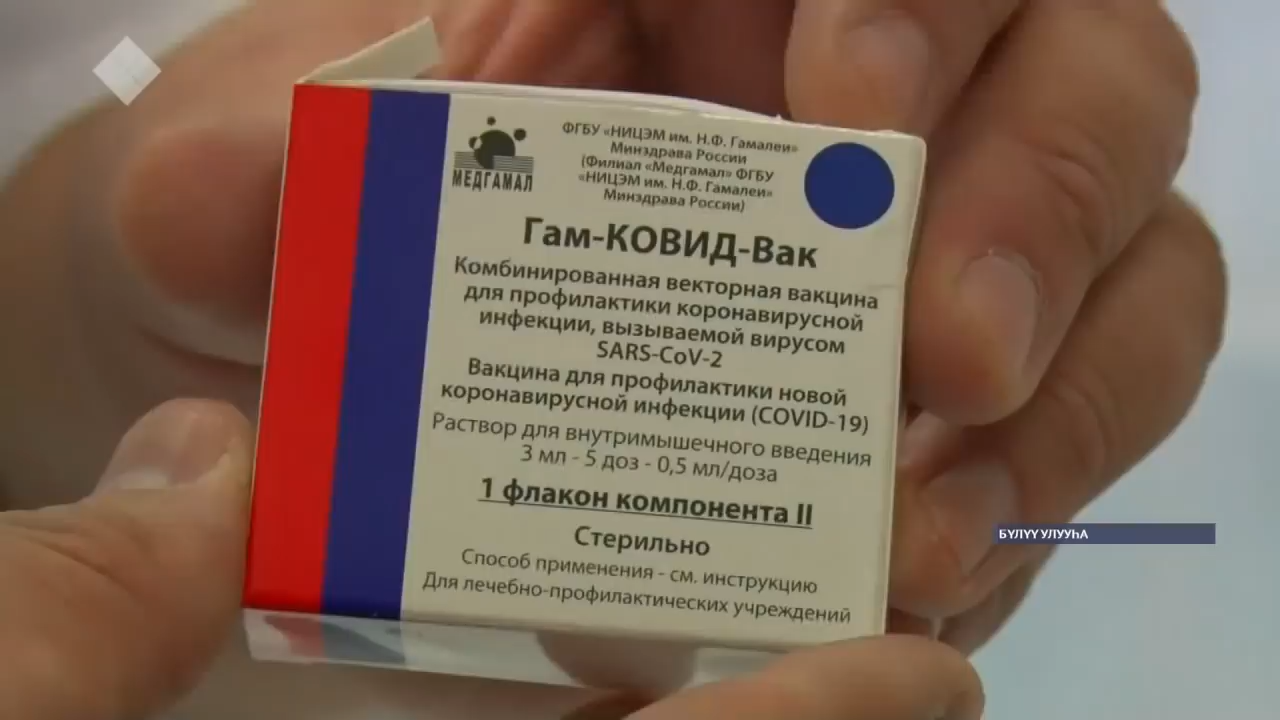 МЕДГАМАЛ
ФГБУ «НИЦЭМ им. Н.Ф. Гамалеи»
Минздрава России
(Филиал «Медгамал» ФГБУ
«НИЦЭМ им. Н.Ф. Гамалеи»
Минздрава России)
Гам-КОВИД-Вак
Комбинированная векторная вакцина
для профилактики коронавирусной
инфекции, вызываемой вирусом
SARS-CoV-2
Вакцина для профилактики новой
коронавирусной инфекции (COVID-19)
Раствор для внутримышечного введения
3 мл - 5 доз - 0,5 мл/доза
1 флакон компонента II
Стерильно
Способ применения - см. инструкцию
Для лечебно-профилактических учреждений
БҮЛҮҮ УЛУУҺА